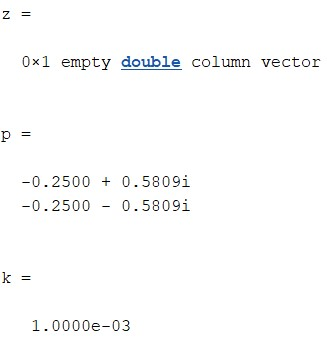 z =
0×1 empty double column vector
p =
-0.2500 + 0.5809i
-0.2500 - 0.5809i
k =
1.0000e-03